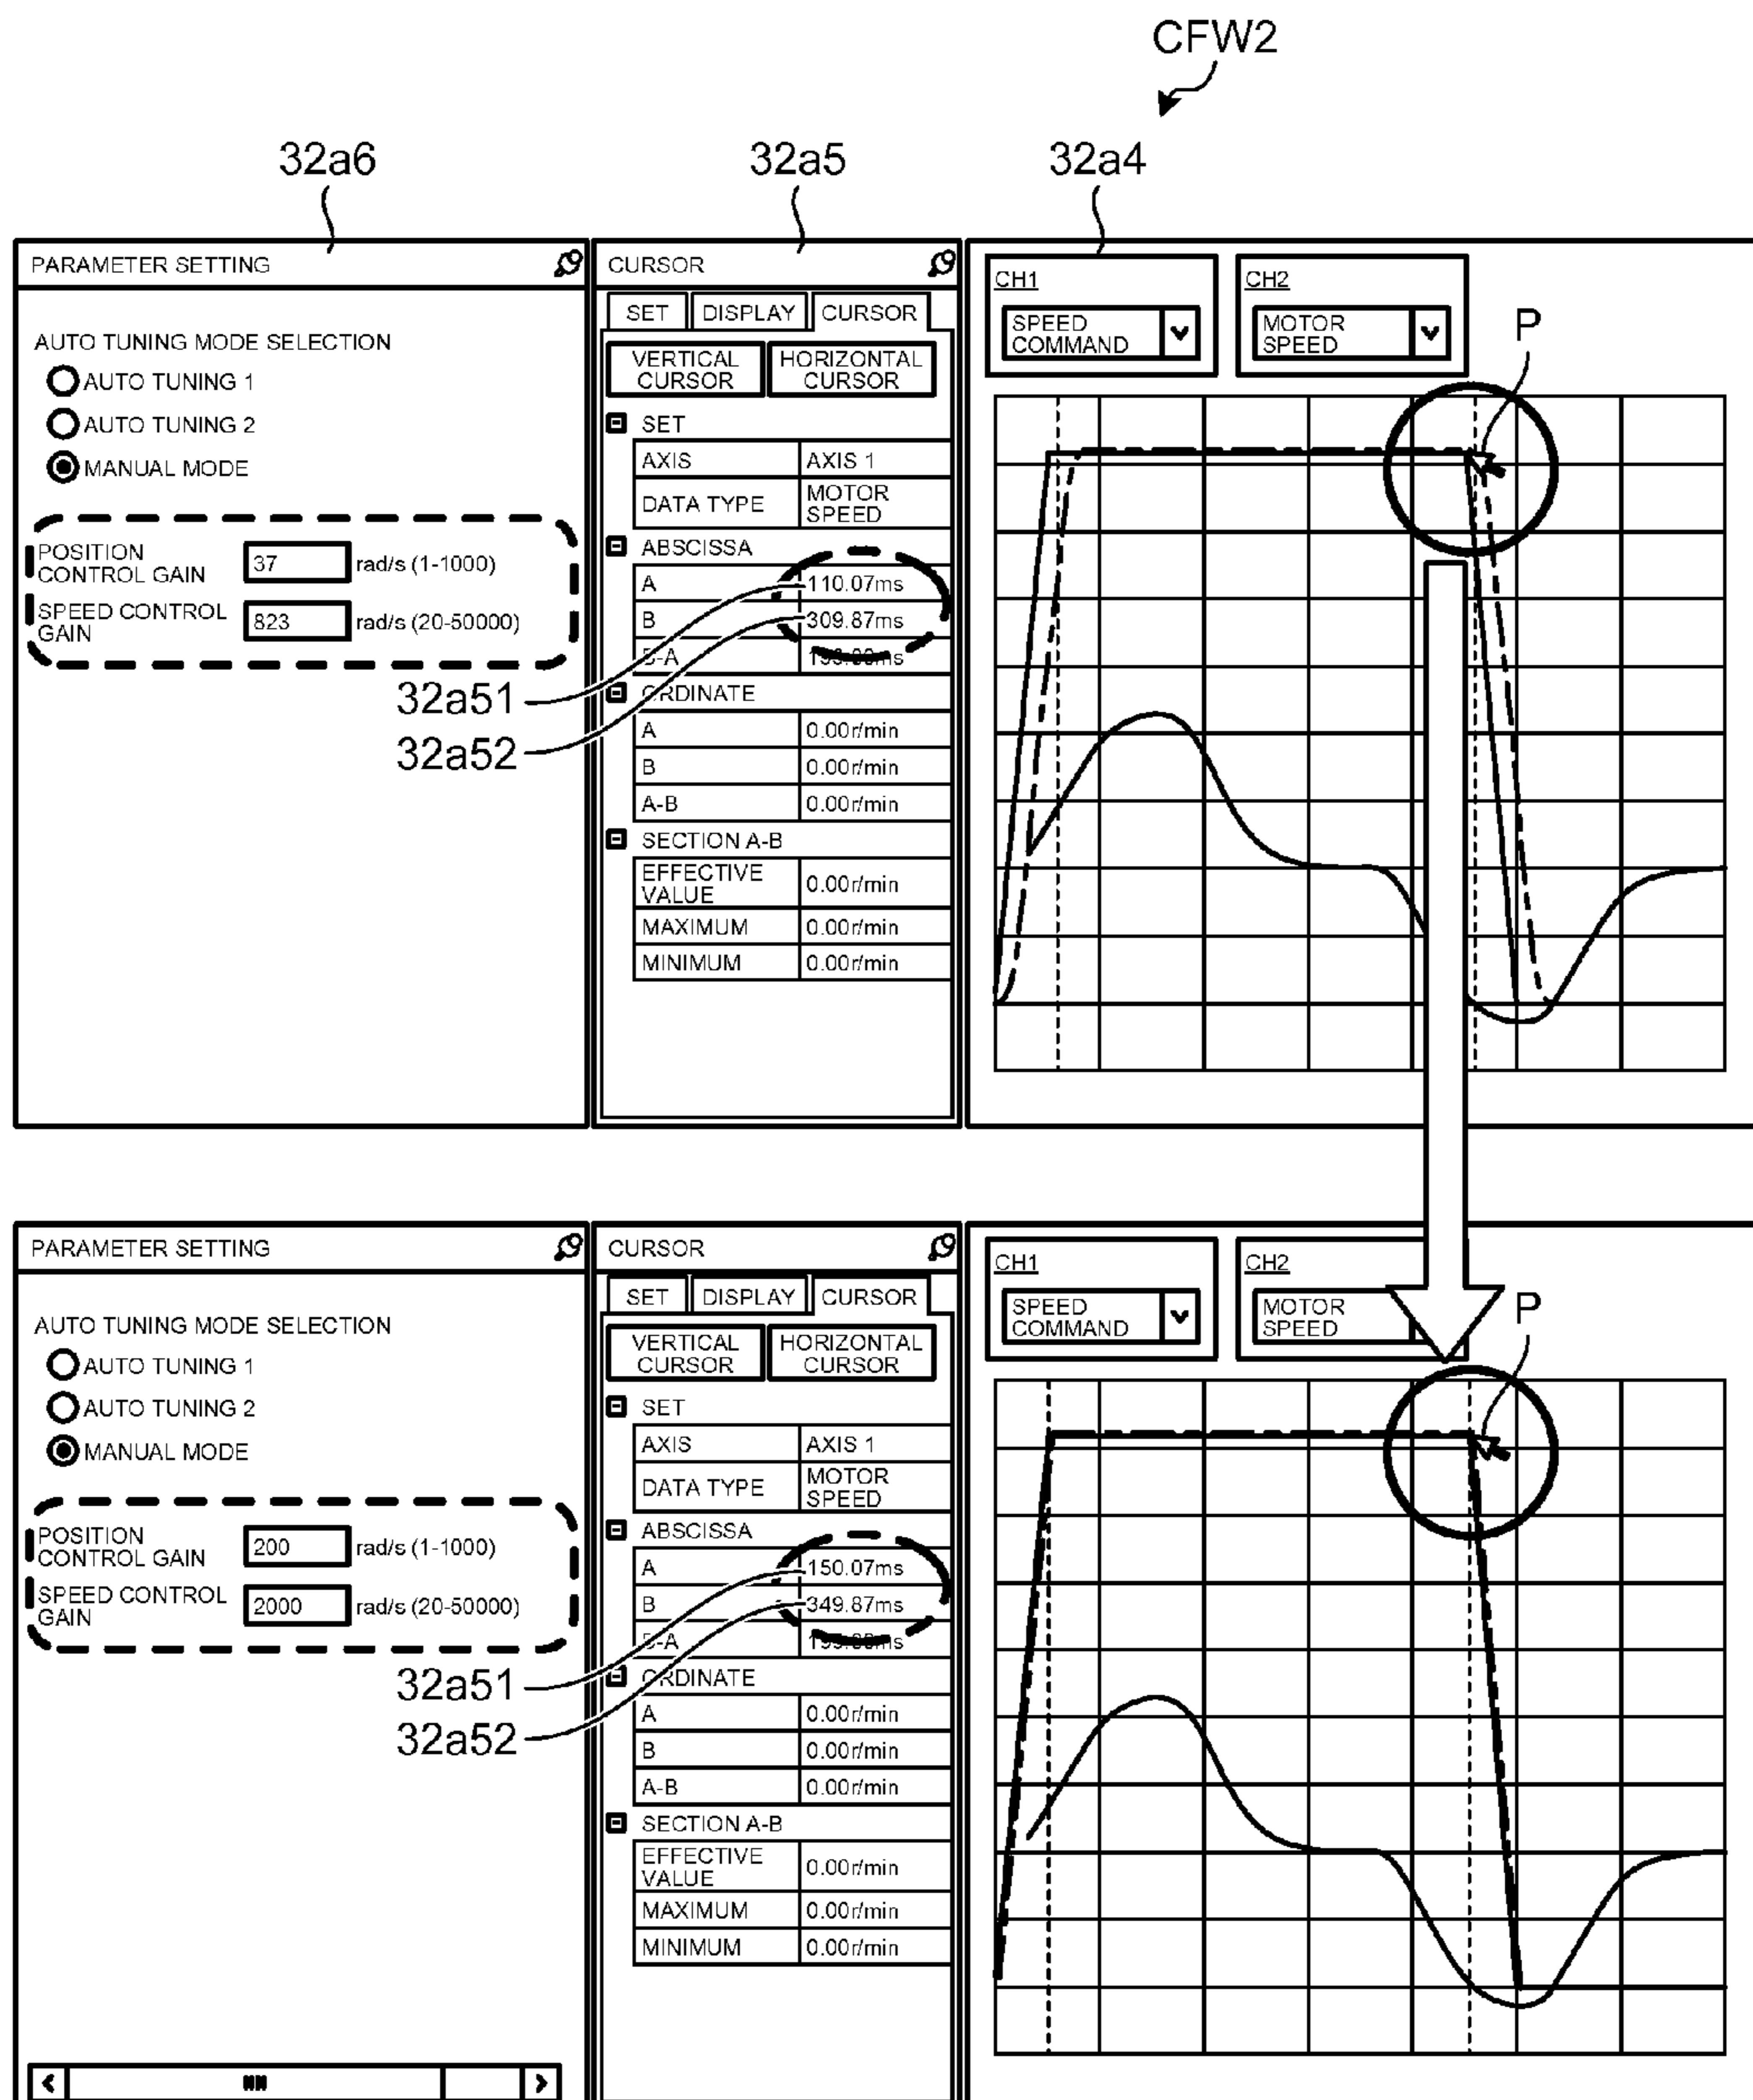 CFW2
32a6
32a5
32a4
PARAMETER SETTING
AUTO TUNING MODE SELECTION
AUTO TUNING 1
AUTO TUNING 2
MANUAL MODE
POSITION
CONTROL GAIN
37
rad/s (1-1000)
SPEED CONTROL
GAIN
823
rad/s (20-50000)
32a51
32a52
CURSOR
SET DISPLAY CURSOR
VERTICAL
CURSOR
HORIZONTAL
CURSOR
SET
AXIS AXIS 1
DATA TYPE MOTOR
SPEED
ABSCISSA
A 110.07ms
B 309.87ms
B-A
ORDINATE
A 0.00r/min
B 0.00r/min
A-B 0.00r/min
SECTION A-B
EFFECTIVE
VALUE
0.00r/min
MAXIMUM 0.00r/min
MINIMUM 0.00r/min
CH1
SPEED
COMMAND
CH2
MOTOR
SPEED
P
PARAMETER SETTING
AUTO TUNING MODE SELECTION
AUTO TUNING 1
AUTO TUNING 2
MANUAL MODE
POSITION
CONTROL GAIN
200
rad/s (1-1000)
SPEED CONTROL
GAIN
2000
rad/s (20-50000)
32a51
32a52
CURSOR
SET DISPLAY CURSOR
VERTICAL
CURSOR
HORIZONTAL
CURSOR
SET
AXIS AXIS 1
DATA TYPE MOTOR
SPEED
ABSCISSA
A 150.07ms
B 349.87ms
B-A
ORDINATE
A 0.00r/min
B 0.00r/min
A-B 0.00r/min
SECTION A-B
EFFECTIVE
VALUE
0.00r/min
MAXIMUM 0.00r/min
MINIMUM 0.00r/min
CH1
SPEED
COMMAND
CH2
MOTOR
SPEED
P